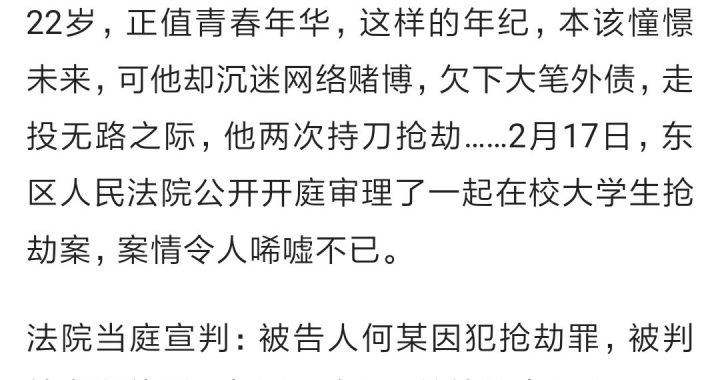 22岁，正值青春年华，这样的年纪，本该憧憬
未来，可他却沉迷网络赌博，欠下大笔外债，走
投无路之际，他两次持刀抢劫……2月17日，东
区人民法院公开开庭审理了一起在校大学生抢
劫案，案情令人唏嘘不已。
法院当庭宣判：被告人何某因犯抢劫罪，被判